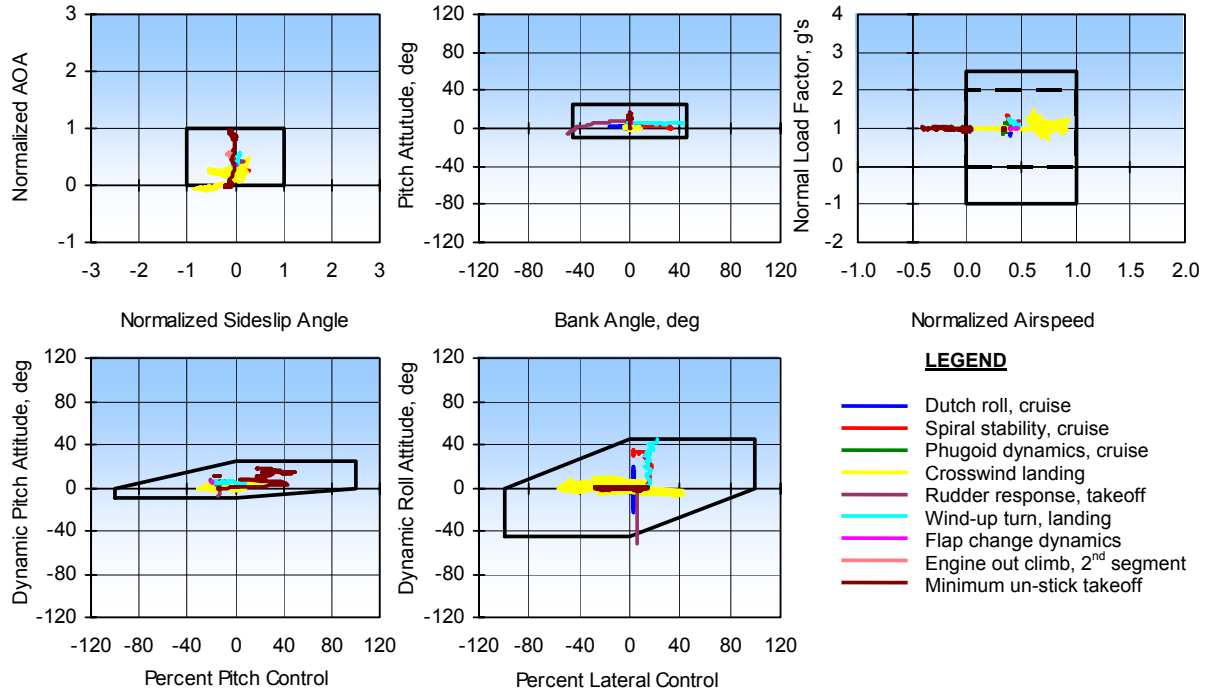 3
2
1
0
-1
-3 -2 -1 0 1 2 3
Normalized AOA
Normalized Sideslip Angle
120
80
40
0
-40
-80
-120
-120 -80 -40 0 40 80 120
Pitch Attutude, deg
Bank Angle, deg
4
3
2
1
0
-1
-2
-1.0 -0.5 0.0 0.5 1.0 1.5 2.0
Normal Load Factor, g's
Normalized Airspeed
120
80
40
0
-40
-80
-120
-120 -80 -40 0 40 80 120
Dynamic Pitch Attitude, deg
Percent Pitch Control
120
80
40
0
-40
-80
-120
-120 -80 -40 0 40 80 120
Dynamic Roll Attitude, deg
Percent Lateral Control
LEGEND
Dutch roll, cruise
Spiral stability, cruise
Phugoid dynamics, cruise
Crosswind landing
Rudder response, takeoff
Wind-up turn, landing
Flap change dynamics
Engine out climb, 2nd segment
Minimum un-stick takeoff